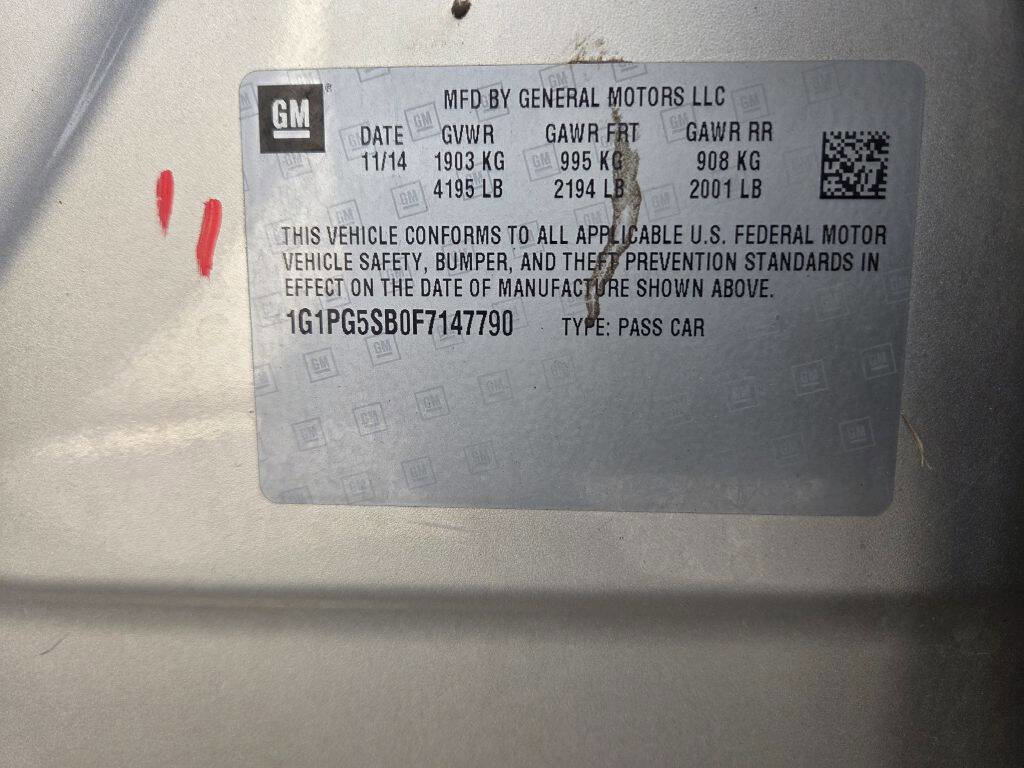 GM ®
MFD BY GENERAL MOTORS LLC
DATE GVWR GAWR FRT GAWR RR
11/14 1903 KG 995 KG 908 KG
4195 LB 2194 LB 2001 LB
THIS VEHICLE CONFORMS TO ALL APPLICABLE U.S. FEDERAL MOTOR
VEHICLE SAFETY, BUMPER, AND THEFT PREVENTION STANDARDS IN
EFFECT ON THE DATE OF MANUFACTURE SHOWN ABOVE.
1G1PG5SB0F7147790 TYPE: PASS CAR